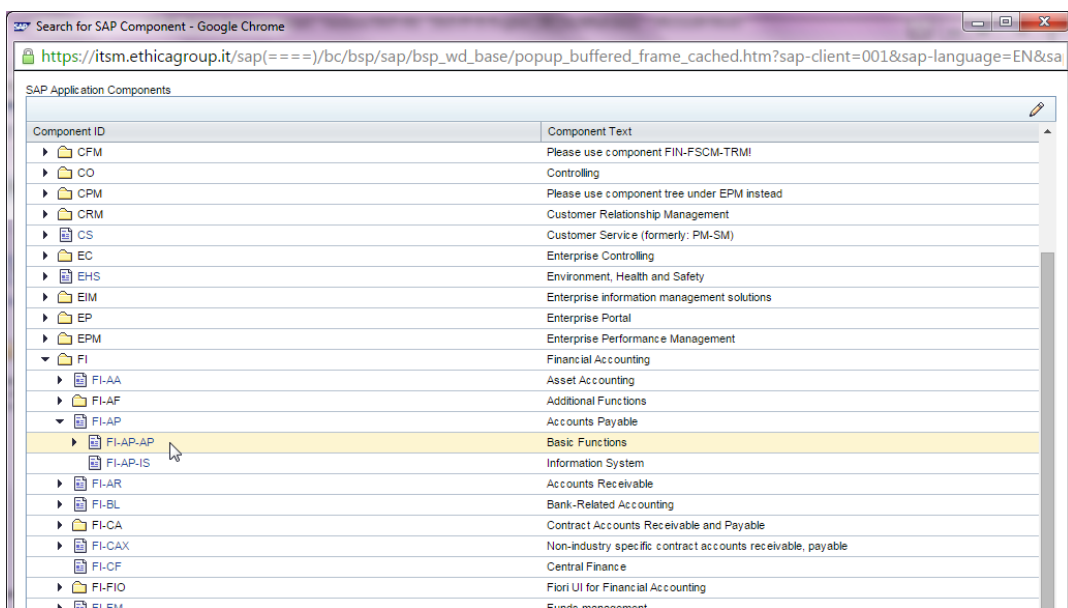 SAP Search for SAP Component - Google Chrome
https://itsm.ethicagroup.it/sap(====)/bc/bsp/sap/bsp_wd_base/popup_buffered_frame_cached.htm?sap-client=001&sap-language=EN&sa
SAP Application Components
Component ID Component Text
CFM Please use component FIN-FSCM-TRM!
CO Controlling
CPM Please use component tree under EPM instead
CRM Customer Relationship Management
CS Customer Service (formerly: PM-SM)
EC Enterprise Controlling
EHS Environment, Health and Safety
EIM Enterprise information management solutions
EP Enterprise Portal
EPM Enterprise Performance Management
FI Financial Accounting
FI-AA Asset Accounting
FI-AF Additional Functions
FI-AP Accounts Payable
FI-AP-AP Basic Functions
FI-AP-IS Information System
FI-AR Accounts Receivable
FI-BL Bank-Related Accounting
FI-CA Contract Accounts Receivable and Payable
FI-CAX Non-industry specific contract accounts receivable, payable
FI-CF Central Finance
FI-FIO Fiori UI for Financial Accounting
FI-FM Funds management